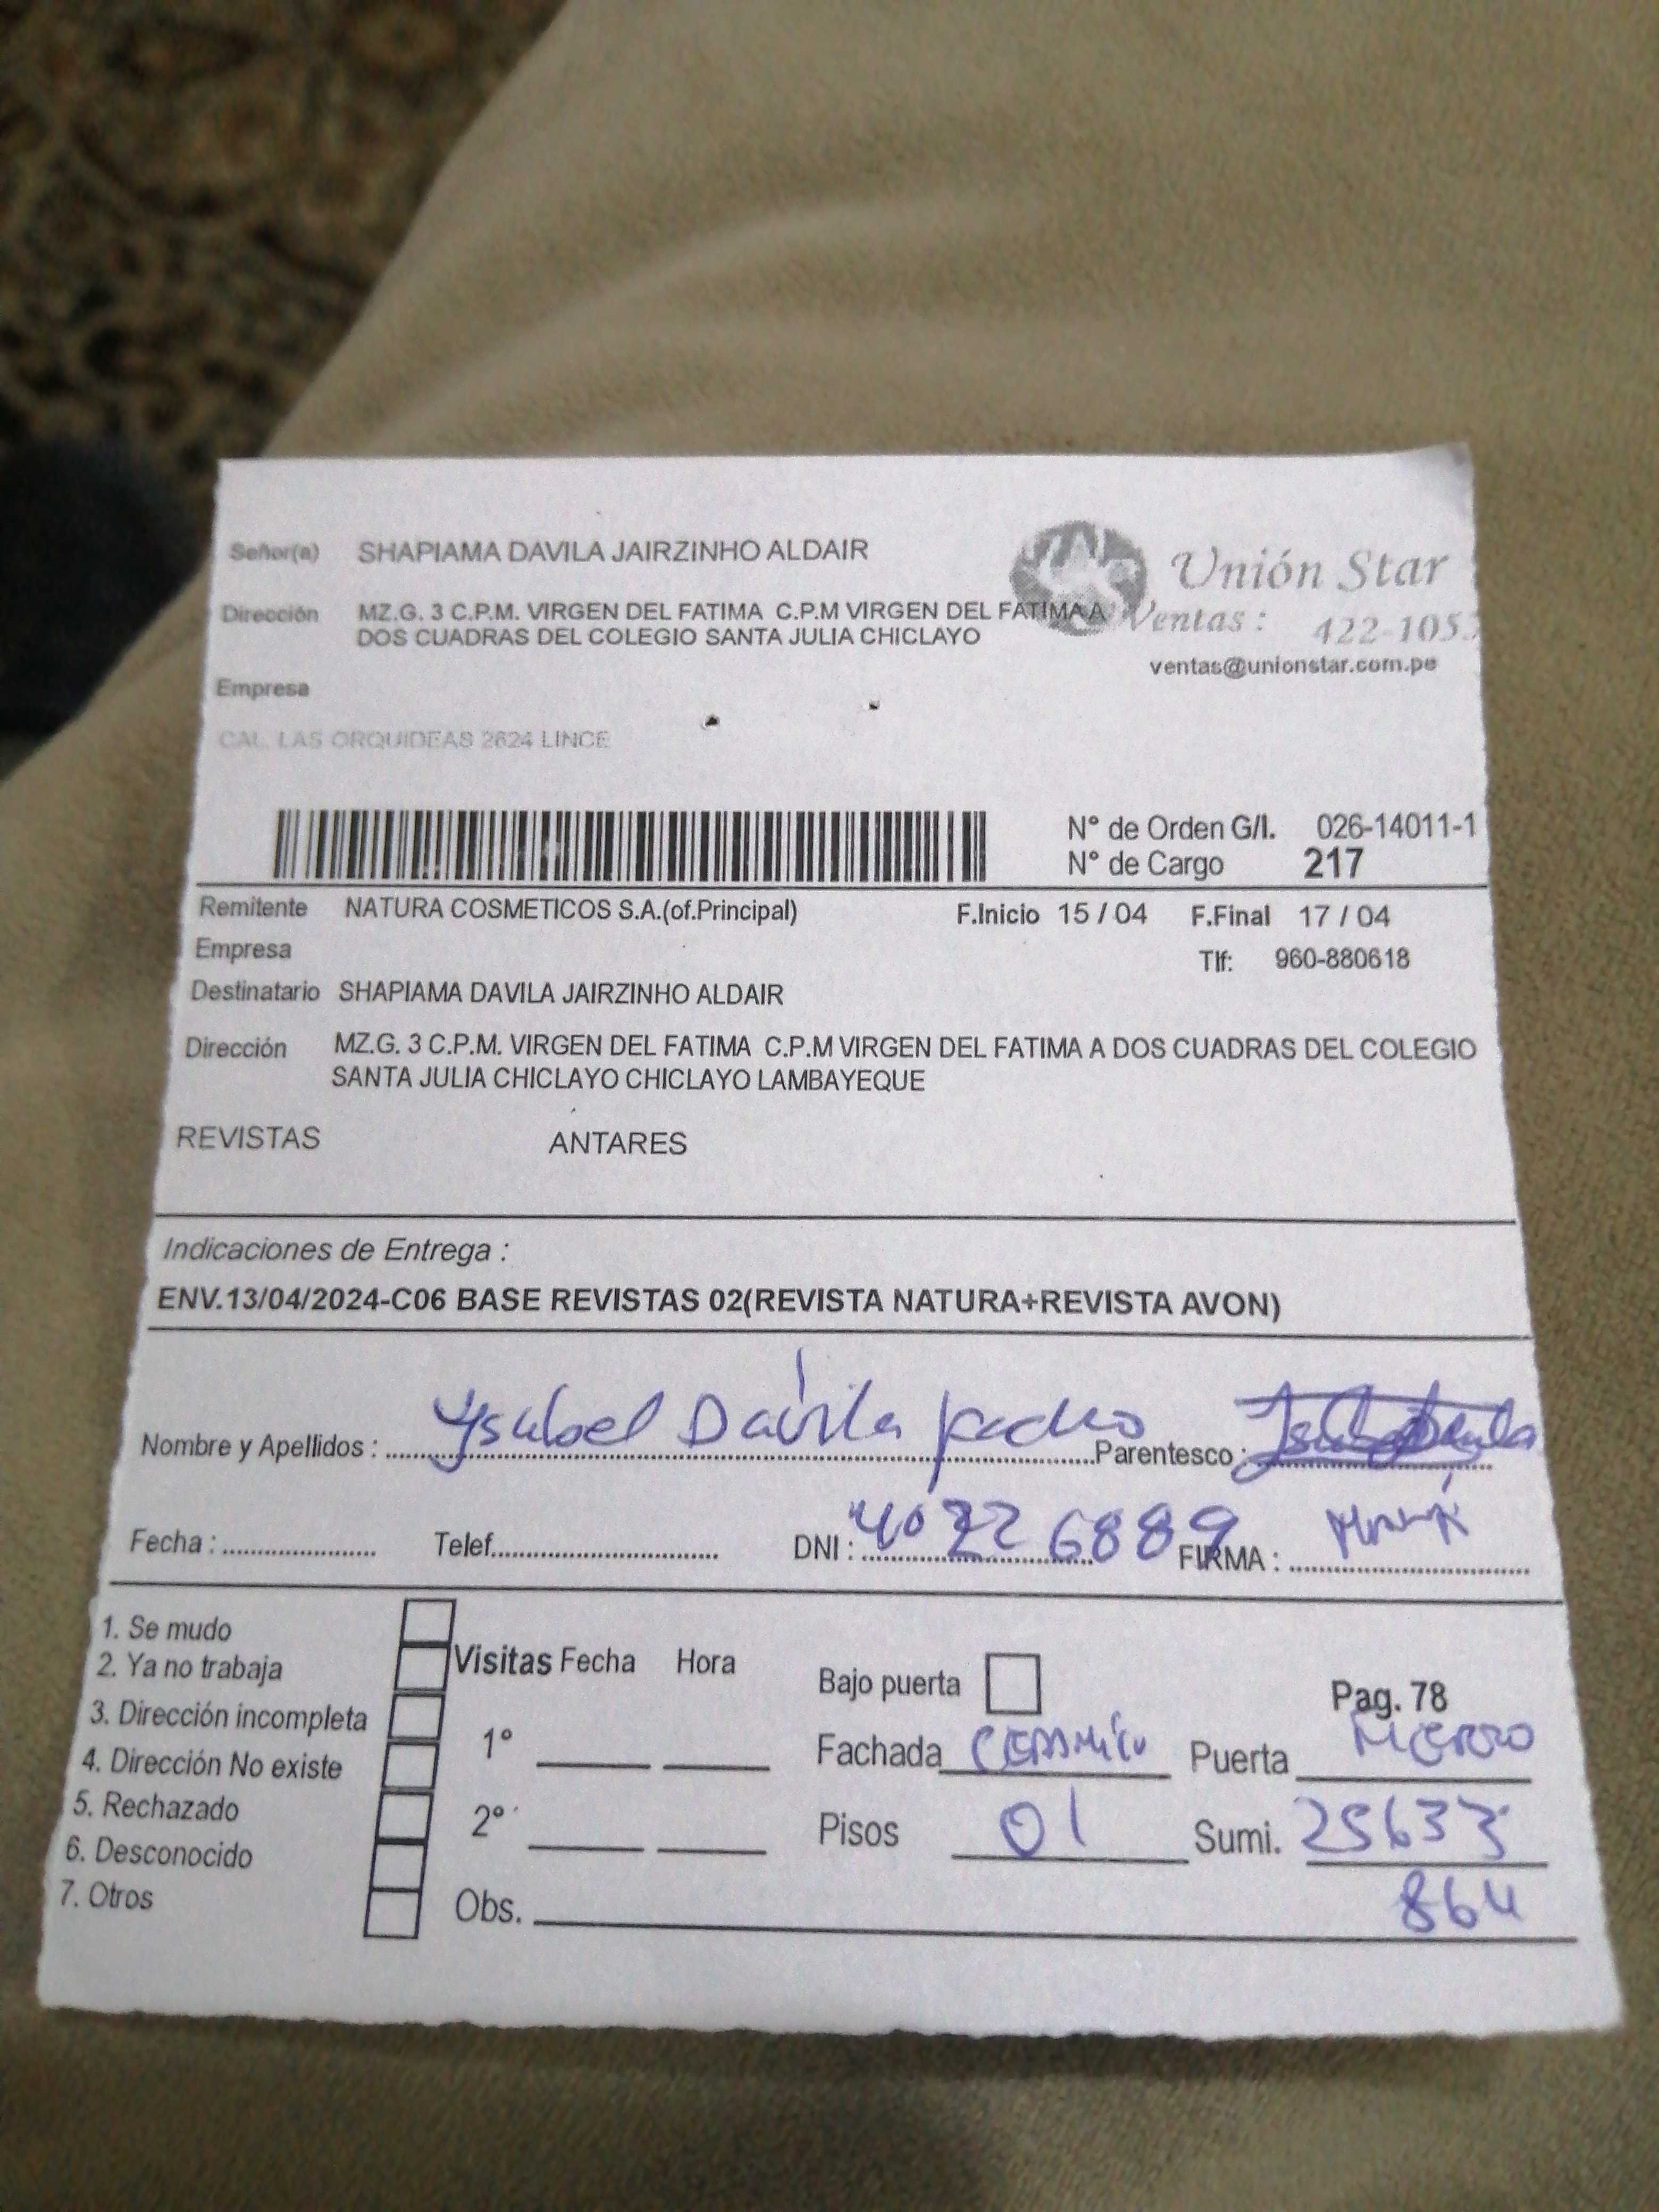 Señor(a) SHAPIAMA DAVILA JAIRZINHO ALDAIR
Unión Star
Dirección MZ.G. 3 C.P.M. VIRGEN DEL FATIMA C.P.M VIRGEN DEL FATIMA A
DOS CUADRAS DEL COLEGIO SANTA JULIA CHICLAYO
Ventas : 422-1053
ventas@unionstar.com.pe
Empresa
CAL. LAS ORQUIDEAS 2624 LINCE
N° de Orden G/I. 026-14011-1
N° de Cargo 217
Remitente NATURA COSMETICOS S.A.(of.Principal) F.Inicio 15 / 04 F.Final 17 / 04
Empresa Tlf: 960-880618
Destinatario SHAPIAMA DAVILA JAIRZINHO ALDAIR
Dirección MZ.G. 3 C.P.M. VIRGEN DEL FATIMA C.P.M VIRGEN DEL FATIMA A DOS CUADRAS DEL COLEGIO
SANTA JULIA CHICLAYO CHICLAYO LAMBAYEQUE
REVISTAS ANTARES
Indicaciones de Entrega :
ENV.13/04/2024-C06 BASE REVISTAS 02(REVISTA NATURA+REVISTA AVON)
Nombre y Apellidos : Ysabel Dávila Parentesco :
Fecha : Telef. DNI : 40226889 FIRMA :
1. Se mudo
2. Ya no trabaja
3. Dirección incompleta
4. Dirección No existe
5. Rechazado
6. Desconocido
7. Otros
Visitas Fecha Hora
1°
2°
Obs.
Bajo puerta Pag. 78
Fachada Puerta
Pisos 01 Sumi. 25633
864